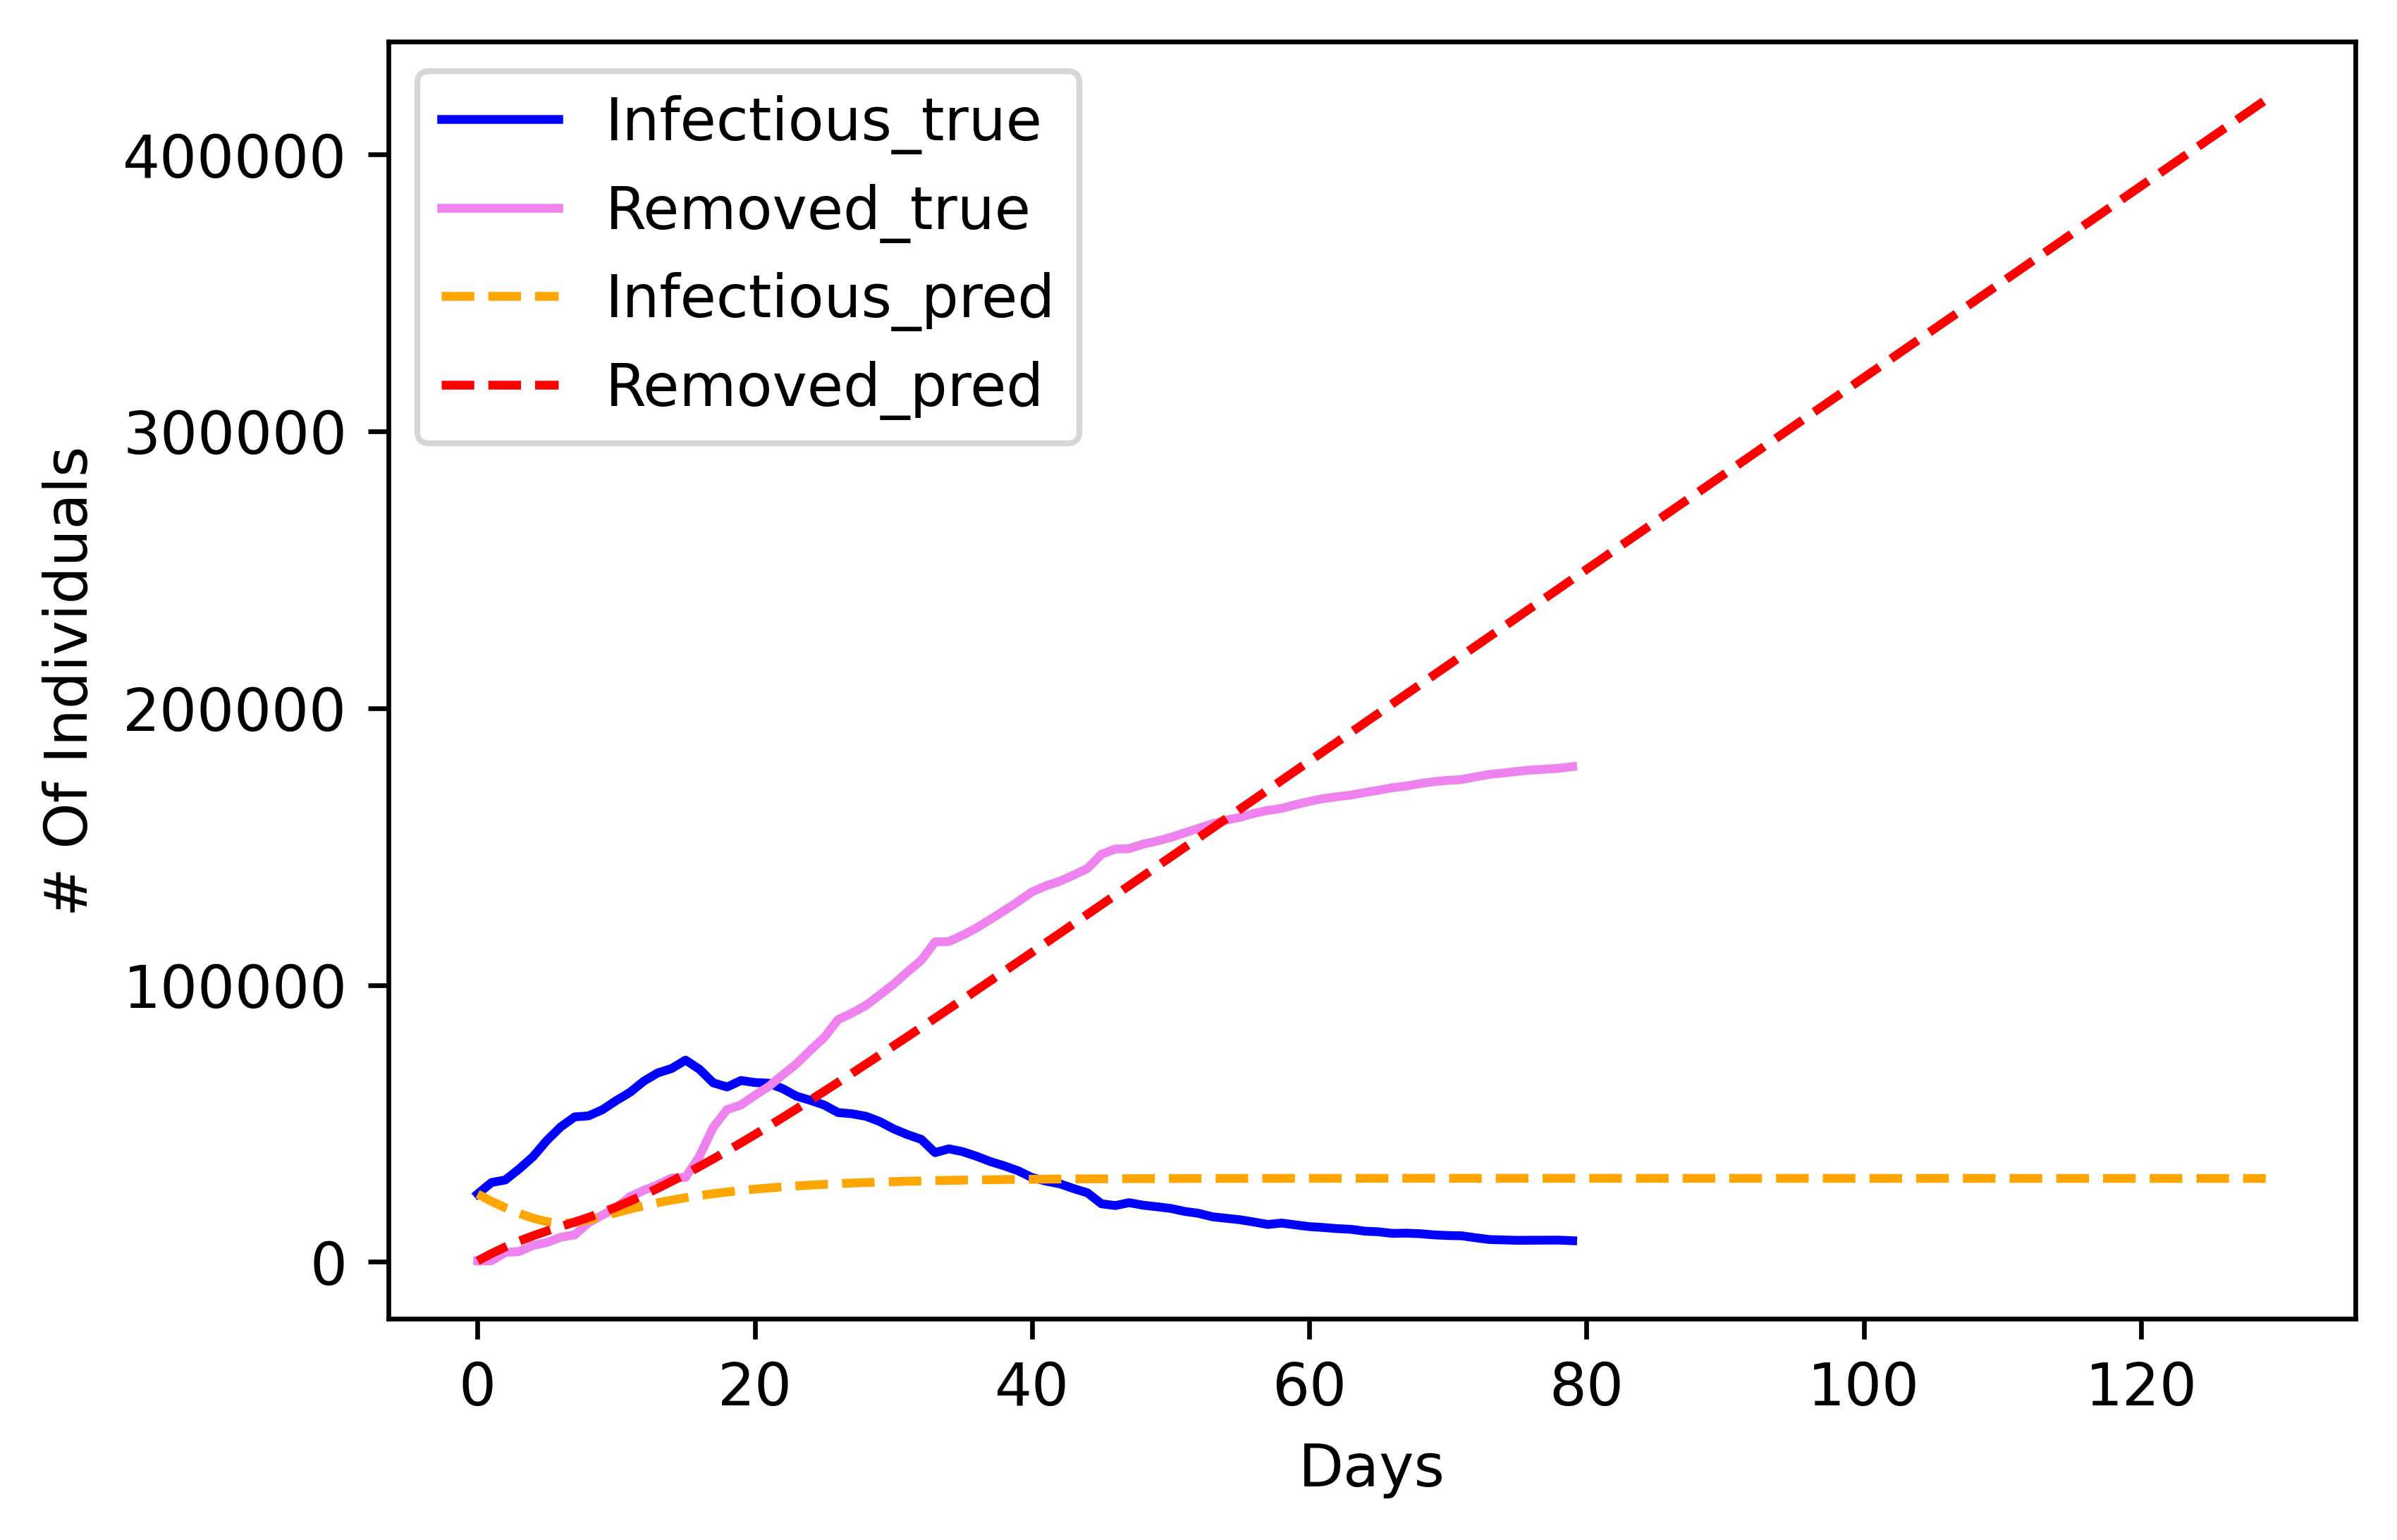 Infectious_true
Removed_true
Infectious_pred
Removed_pred
400000
300000
200000
100000
0
# Of Individuals
0 20 40 60 80 100 120
Days